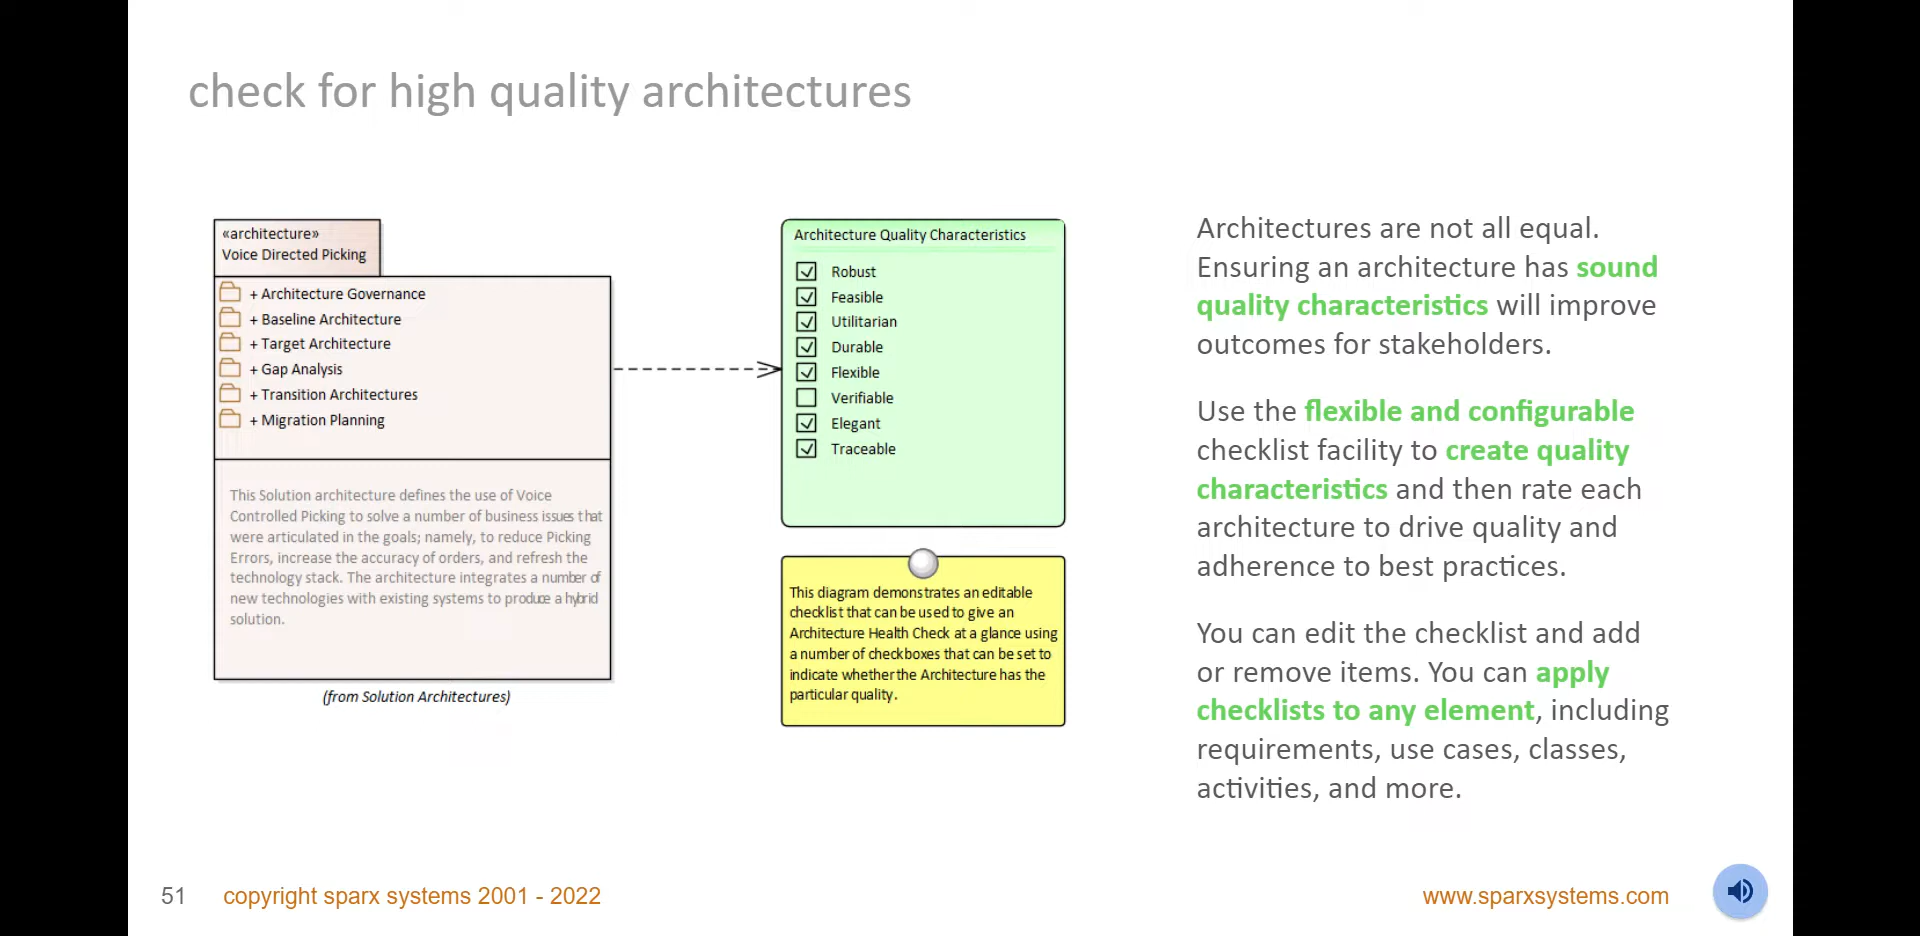 check for high quality architectures
«architecture»
Voice Directed Picking
+ Architecture Governance
+ Baseline Architecture
+ Target Architecture
+ Gap Analysis
+ Transition Architectures
+ Migration Planning
This Solution architecture defines the use of Voice
Controlled Picking to solve a number of business issues that
were articulated in the goals; namely, to reduce Picking
Errors, increase the accuracy of orders, and refresh the
technology stack. The architecture integrates a number of
new technologies with existing systems to produce a hybrid
solution.
(from Solution Architectures)
Architecture Quality Characteristics
Robust
Feasible
Utilitarian
Durable
Flexible
Verifiable
Elegant
Traceable
This diagram demonstrates an editable
checklist that can be used to give an
Architecture Health Check at a glance using
a number of checkboxes that can be set to
indicate whether the Architecture has the
particular quality.
Architectures are not all equal.
Ensuring an architecture has sound
quality characteristics will improve
outcomes for stakeholders.
Use the flexible and configurable
checklist facility to create quality
characteristics and then rate each
architecture to drive quality and
adherence to best practices.
You can edit the checklist and add
or remove items. You can apply
checklists to any element, including
requirements, use cases, classes,
activities, and more.
51 copyright sparx systems 2001 - 2022
www.sparxsystems.com